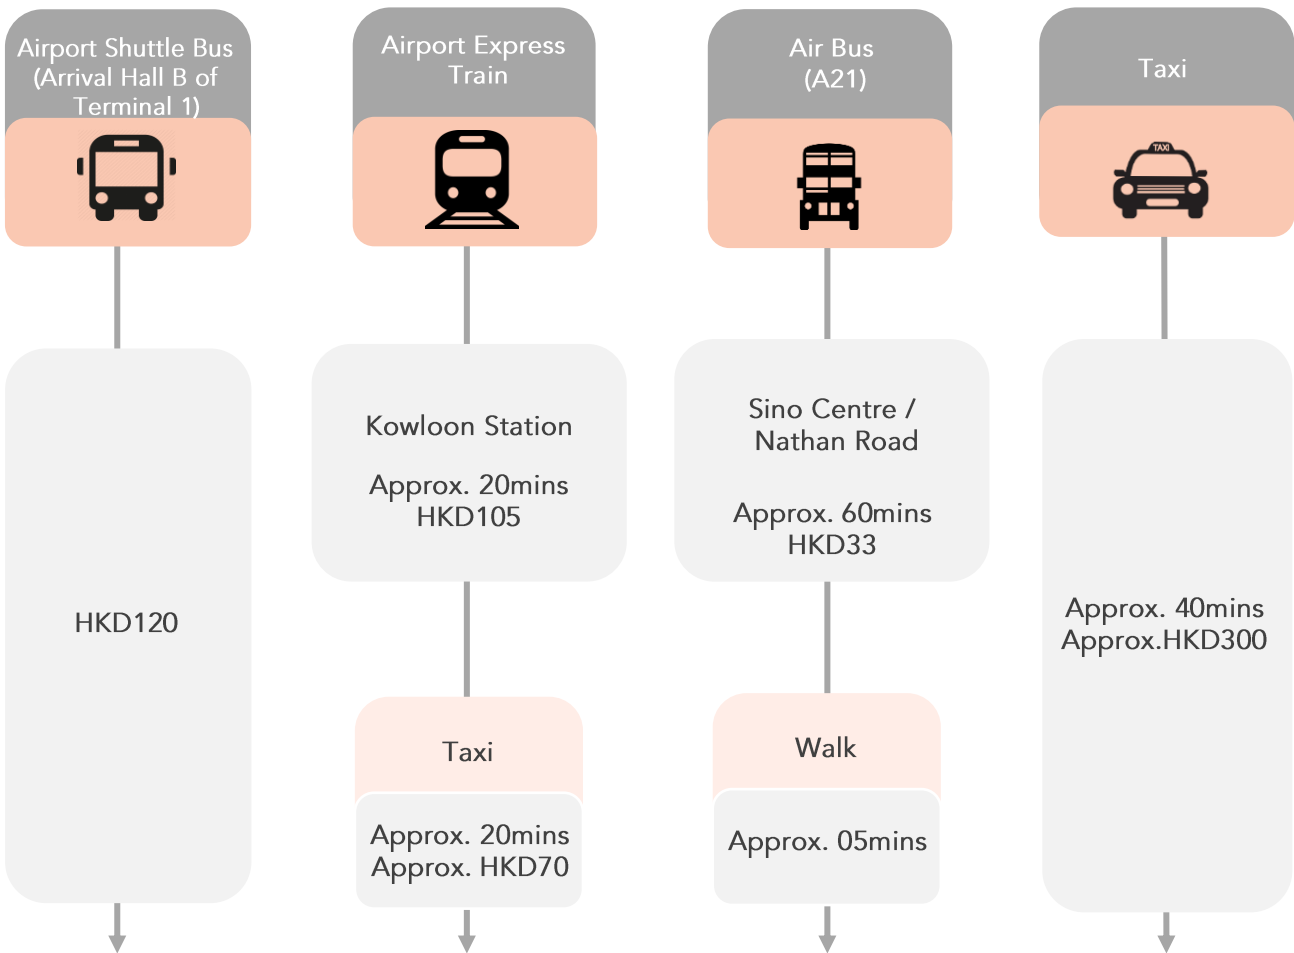 Airport Shuttle Bus
(Arrival Hall B of
Terminal 1)
Airport Express
Train
Air Bus
(A21)
Taxi
TAXI
HKD120
Kowloon Station
Approx. 20mins
HKD105
Taxi
Approx. 20mins
Approx. HKD70
Sino Centre /
Nathan Road
Approx. 60mins
HKD33
Walk
Approx. 05mins
Approx. 40mins
Approx.HKD300